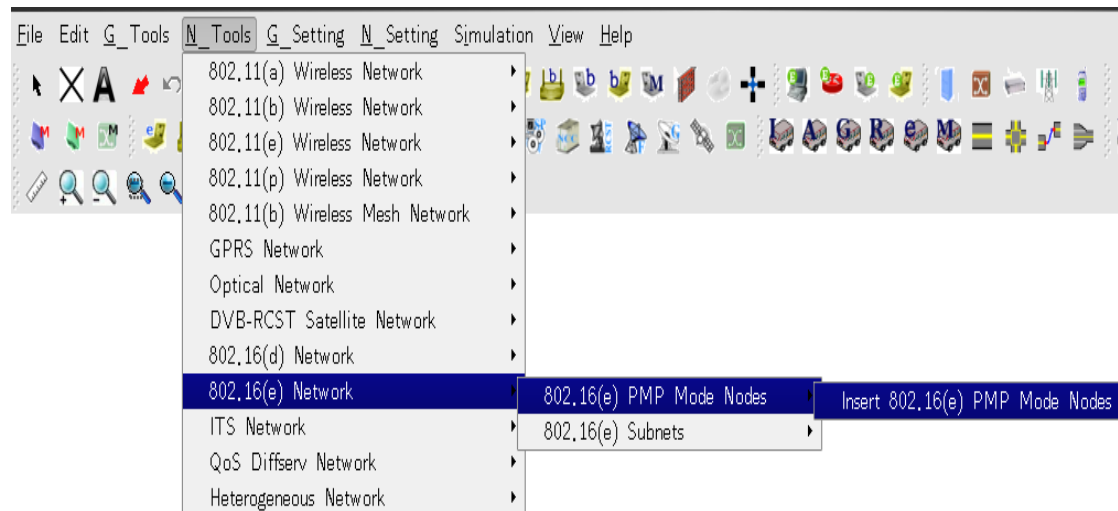 File Edit G_Tools N_Tools G_Setting N_Setting Simulation View Help
802.11(a) Wireless Network
802.11(b) Wireless Network
802.11(e) Wireless Network
802.11(p) Wireless Network
802.11(b) Wireless Mesh Network
GPRS Network
Optical Network
DVB-RCST Satellite Network
802.16(d) Network
802.16(e) Network
802.16(e) PMP Mode Nodes
Insert 802.16(e) PMP Mode Nodes
802.16(e) Subnets
ITS Network
QoS Diffserv Network
Heterogeneous Network